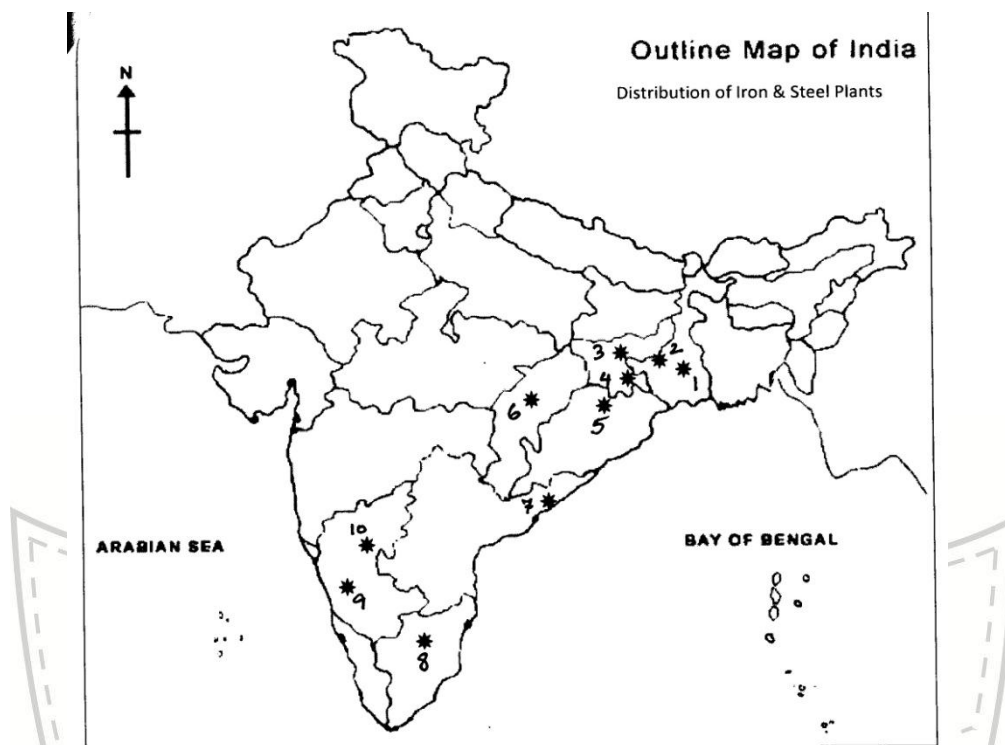 Outline Map of India
Distribution of Iron & Steel Plants
N
3
2
4
1
6
5
7
10
ARABIAN SEA
BAY OF BENGAL
9
8